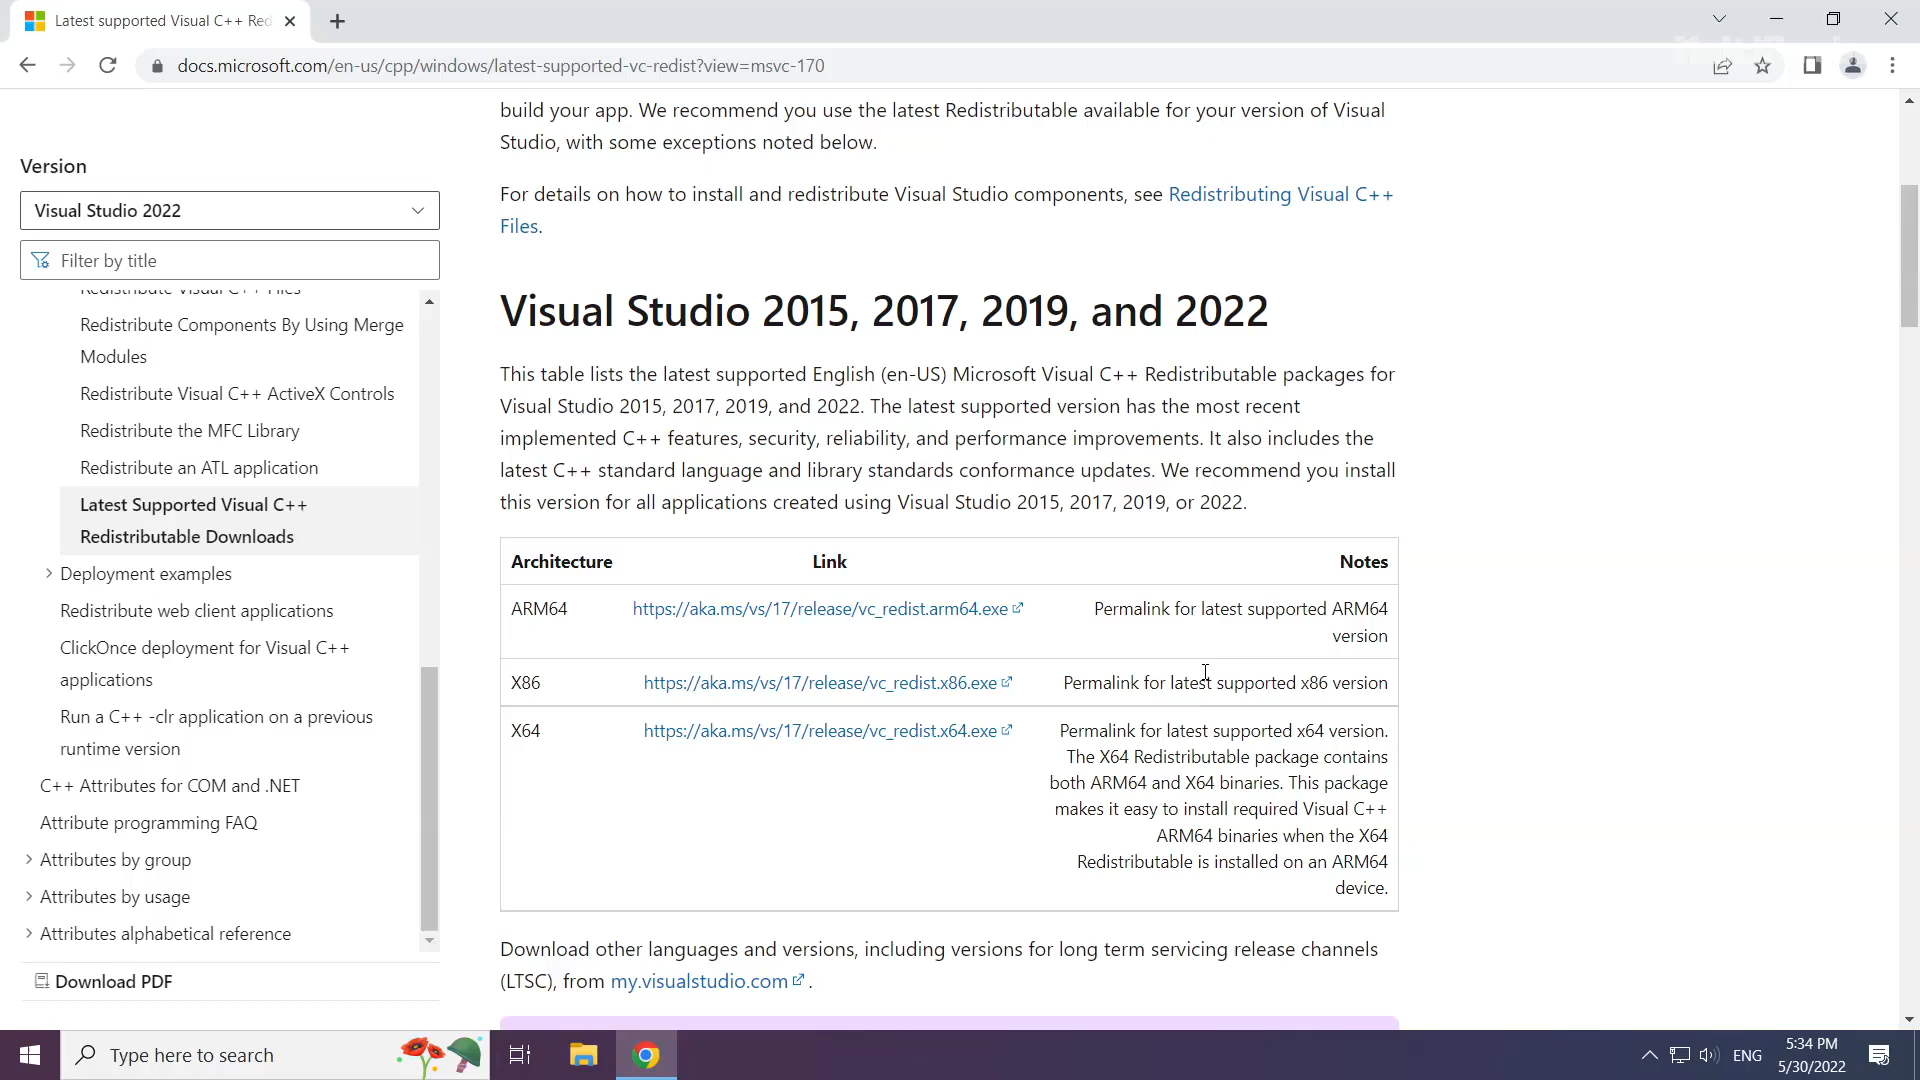 Latest supported Visual C++ Red
docs.microsoft.com/en-us/cpp/windows/latest-supported-vc-redist?view=msvc-170
Version
Visual Studio 2022
Filter by title
Redistribute Visual C++ Files
Redistribute Components By Using Merge
Modules
Redistribute Visual C++ ActiveX Controls
Redistribute the MFC Library
Redistribute an ATL application
Latest Supported Visual C++
Redistributable Downloads
Deployment examples
Redistribute web client applications
ClickOnce deployment for Visual C++
applications
Run a C++ -clr application on a previous
runtime version
C++ Attributes for COM and .NET
Attribute programming FAQ
Attributes by group
Attributes by usage
Attributes alphabetical reference
Download PDF
build your app. We recommend you use the latest Redistributable available for your version of Visual
Studio, with some exceptions noted below.
For details on how to install and redistribute Visual Studio components, see Redistributing Visual C++
Files.
Visual Studio 2015, 2017, 2019, and 2022
This table lists the latest supported English (en-US) Microsoft Visual C++ Redistributable packages for
Visual Studio 2015, 2017, 2019, and 2022. The latest supported version has the most recent
implemented C++ features, security, reliability, and performance improvements. It also includes the
latest C++ standard language and library standards conformance updates. We recommend you install
this version for all applications created using Visual Studio 2015, 2017, 2019, or 2022.
Architecture Link Notes
ARM64 https://aka.ms/vs/17/release/vc_redist.arm64.exe Permalink for latest supported ARM64
version
X86 https://aka.ms/vs/17/release/vc_redist.x86.exe Permalink for latest supported x86 version
X64 https://aka.ms/vs/17/release/vc_redist.x64.exe Permalink for latest supported x64 version.
The X64 Redistributable package contains
both ARM64 and X64 binaries. This package
makes it easy to install required Visual C++
ARM64 binaries when the X64
Redistributable is installed on an ARM64
device.
Download other languages and versions, including versions for long term servicing release channels
(LTSC), from my.visualstudio.com .
Type here to search
ENG
5:34 PM
5/30/2022